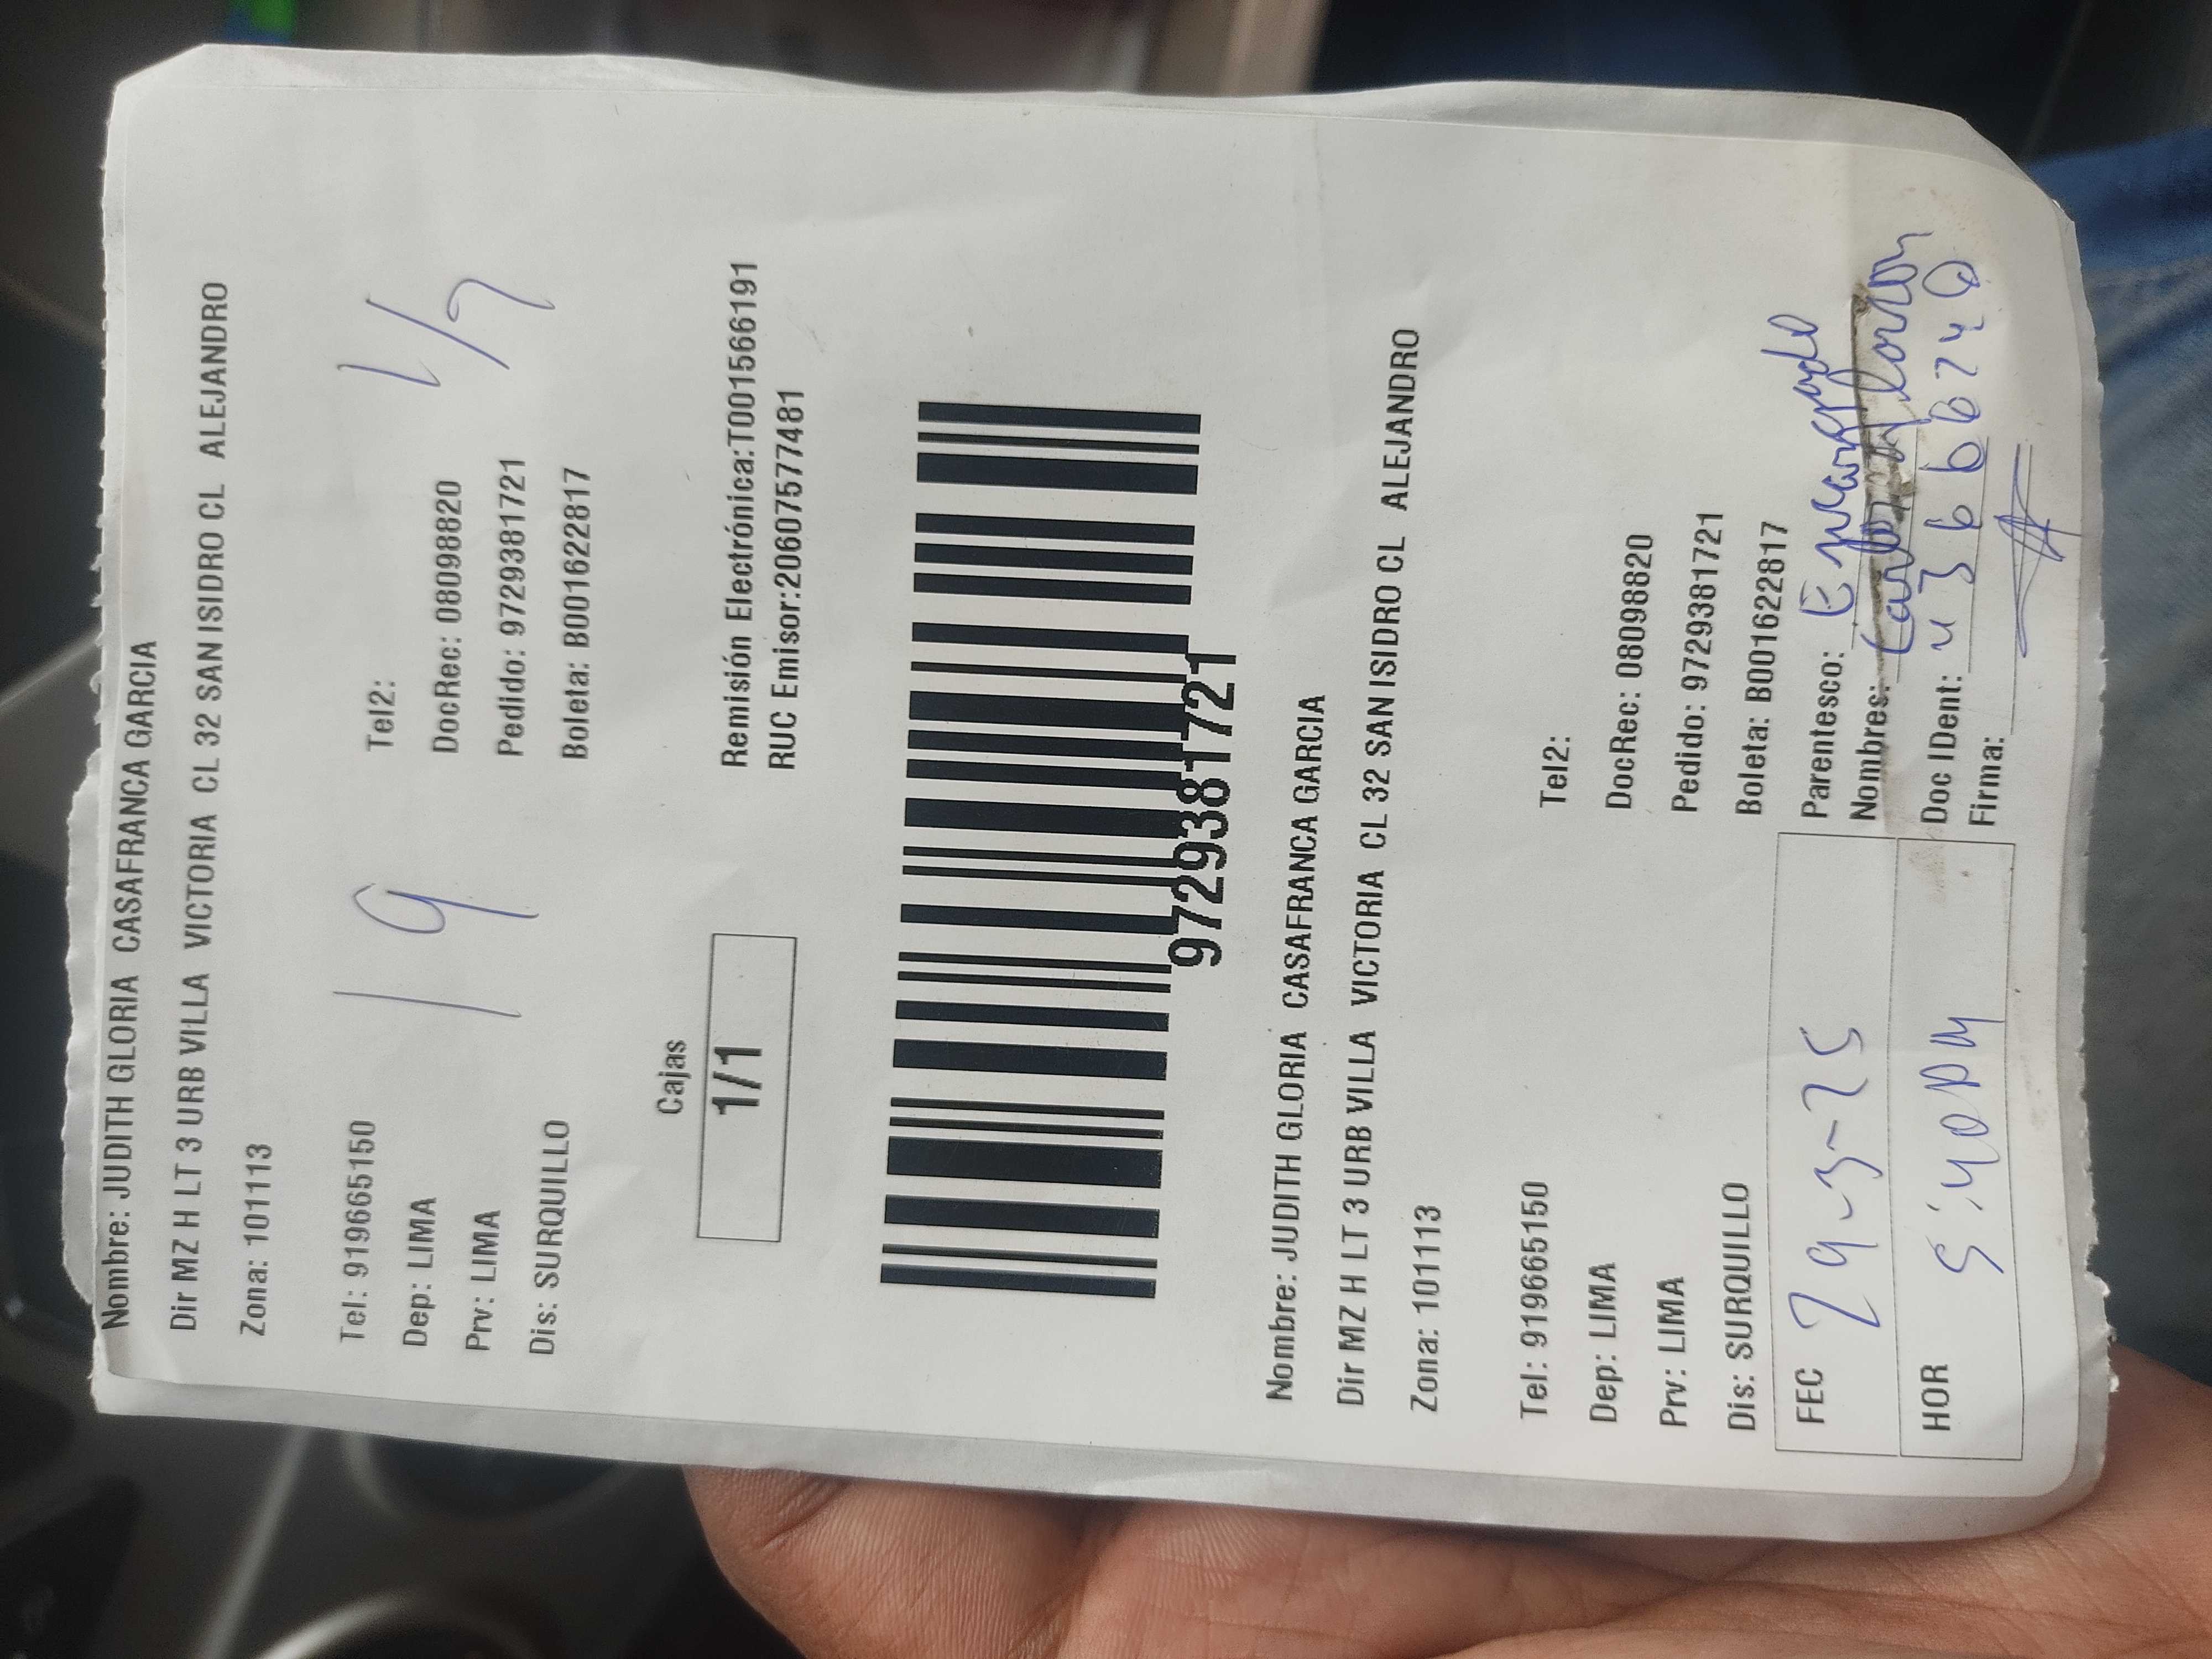 Nombre: JUDITH GLORIA CASAFRANCA GARCIA
Dir MZ H LT 3 URB VILLA VICTORIA CL 32 SAN ISIDRO CL ALEJANDRO
Zona: 101113
Tel: 919665150 Tel2:
Dep: LIMA DocRec: 08098820
Prv: LIMA Pedido: 9729381721
Dis: SURQUILLO Boleta: B001622817
19
Cajas
1/1
Remisión Electrónica:T001566191
RUC Emisor:20607577481
9729381721
Nombre: JUDITH GLORIA CASAFRANCA GARCIA
Dir MZ H LT 3 URB VILLA VICTORIA CL 32 SAN ISIDRO CL ALEJANDRO
Zona: 101113
Tel: 919665150 Tel2:
Dep: LIMA DocRec: 08098820
Prv: LIMA Pedido: 9729381721
Dis: SURQUILLO Boleta: B001622817
FEC 29-5-25 Parentesco: Encargado
Nombres: Carlos
HOR 5:40PM Doc IDent:
Firma: